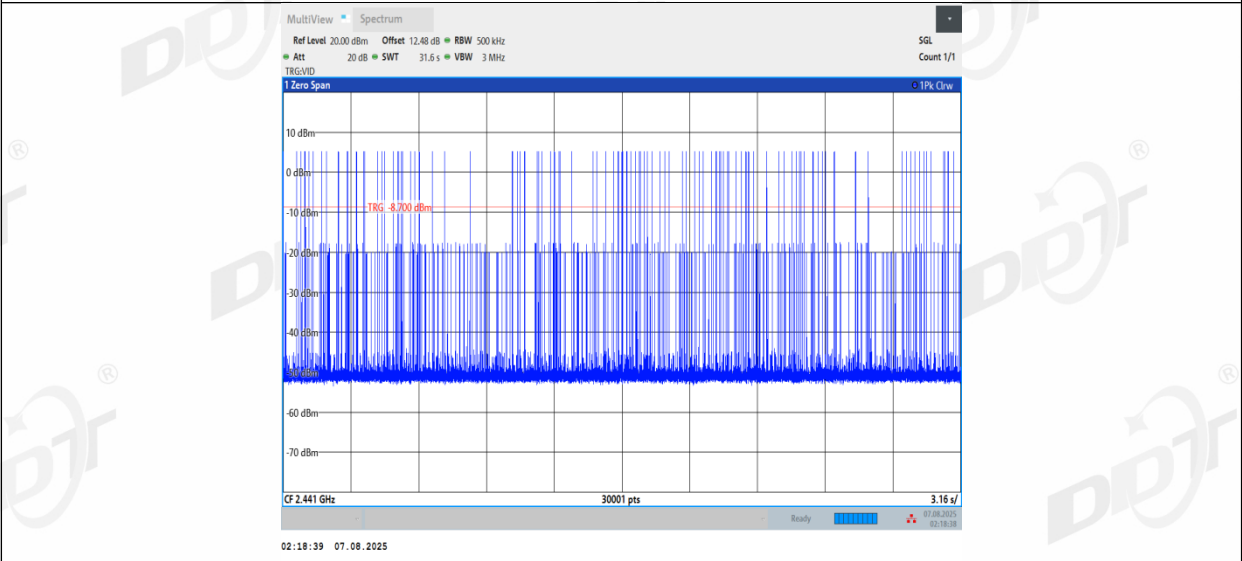 MultiView Spectrum
Ref Level 20.00 dBm Offset 12.48 dB RBW 500 kHz SGL
Att 20 dB SWT 31.6 s VBW 3 MHz Count 1/1
TRG:VID
1 Zero Span 1Pk Clrw
10 dBm
0 dBm
TRG -8.700 dBm
-10 dBm
-20 dBm
-30 dBm
-40 dBm
-50 dBm
-60 dBm
-70 dBm
CF 2.441 GHz 30001 pts 3.16 s/
Ready 07.08.2025
02:18:38
02:18:39 07.08.2025
DDT ®